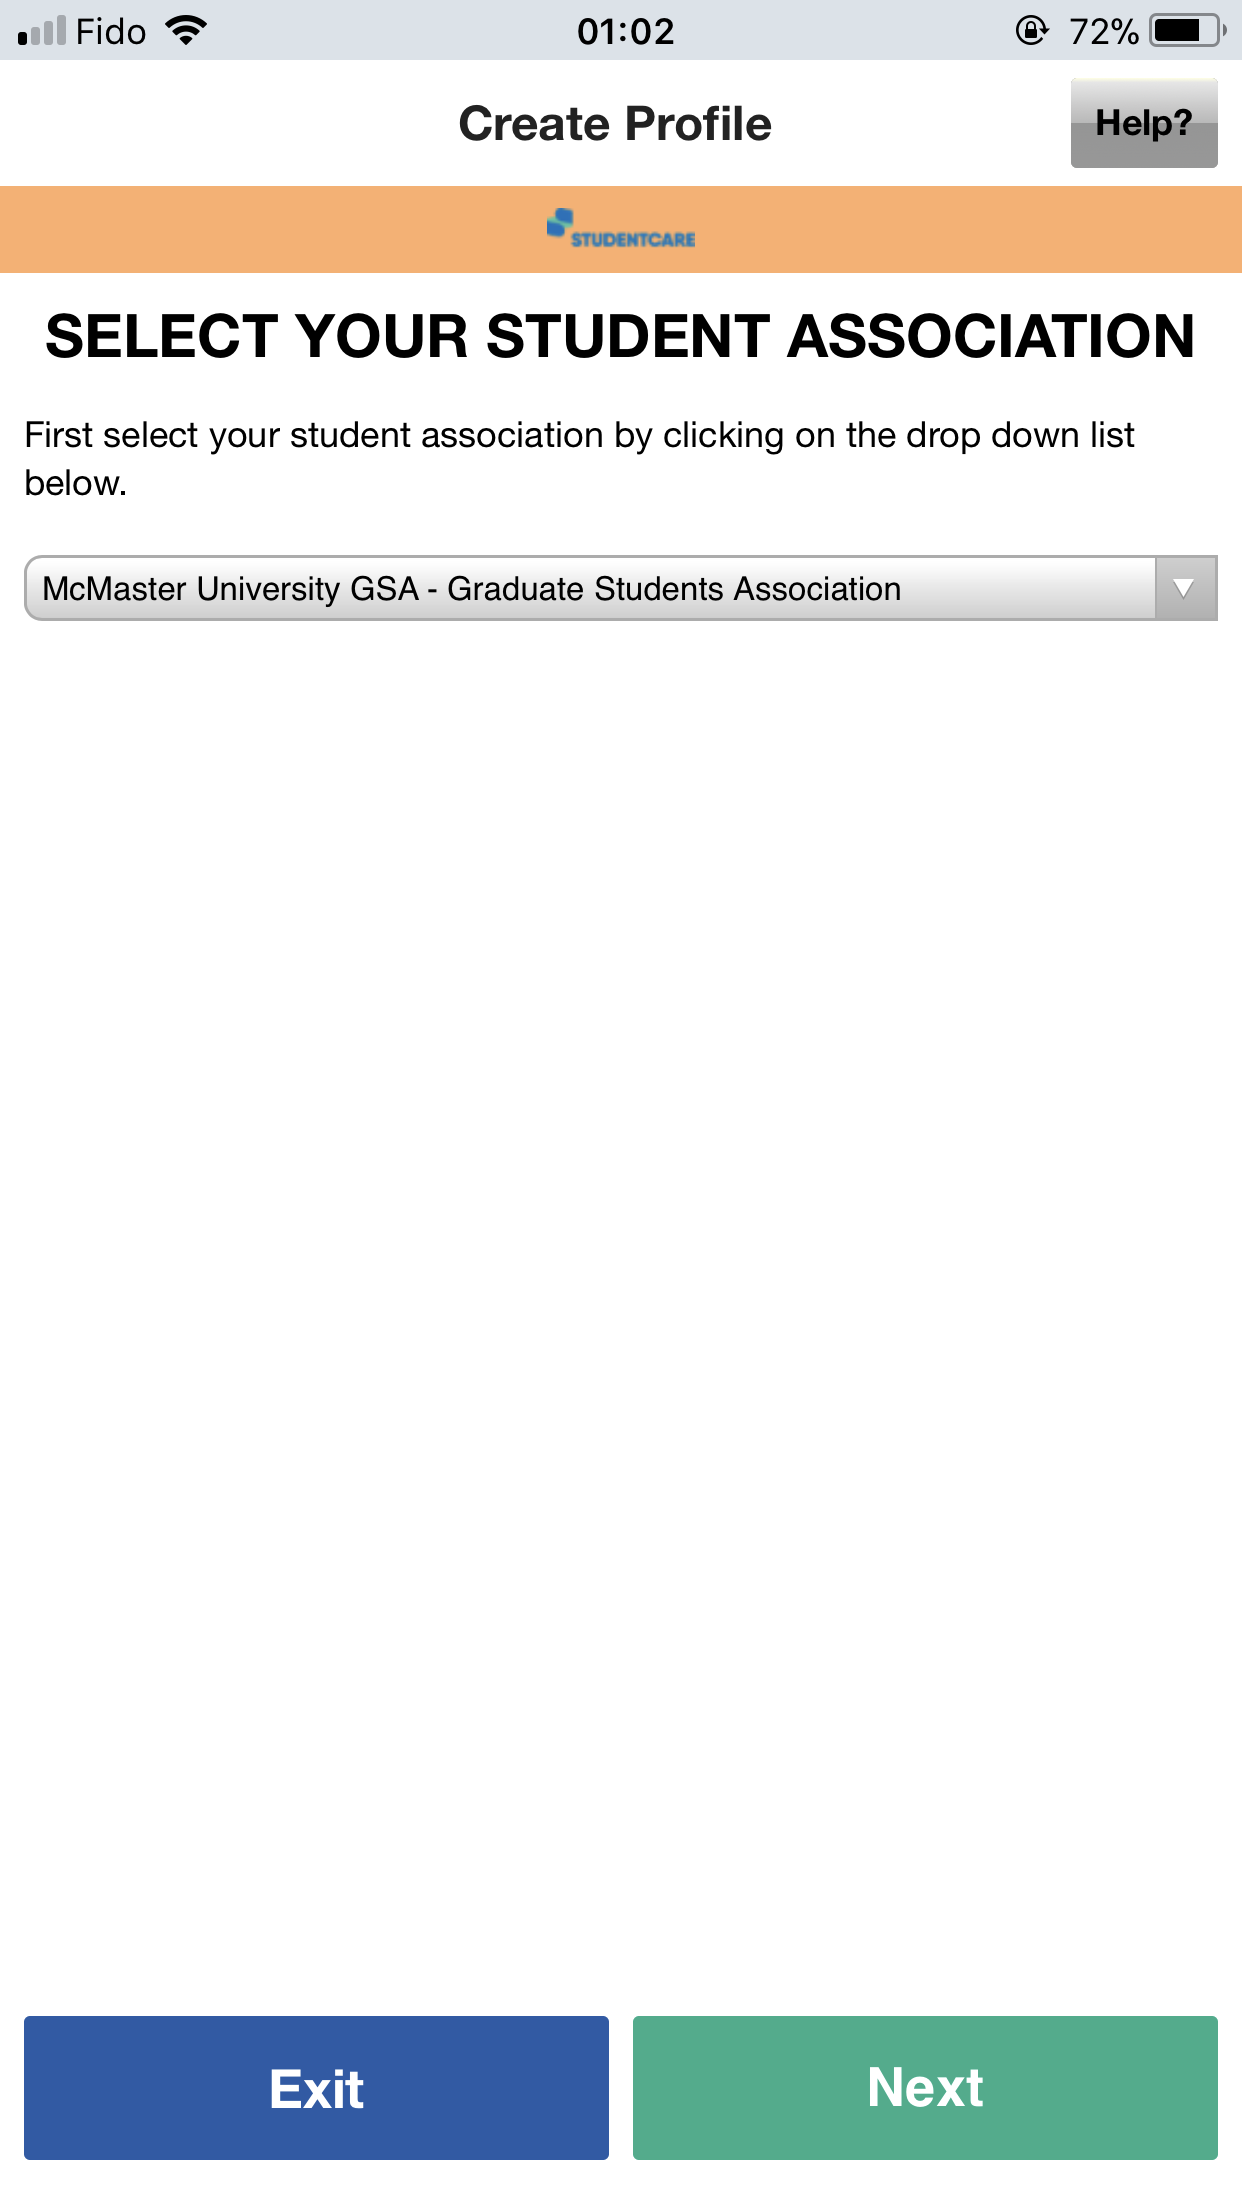 Fido 01:02 72%
Create Profile
Help?
STUDENTCARE
SELECT YOUR STUDENT ASSOCIATION
First select your student association by clicking on the drop down list
below.
McMaster University GSA - Graduate Students Association
Exit
Next